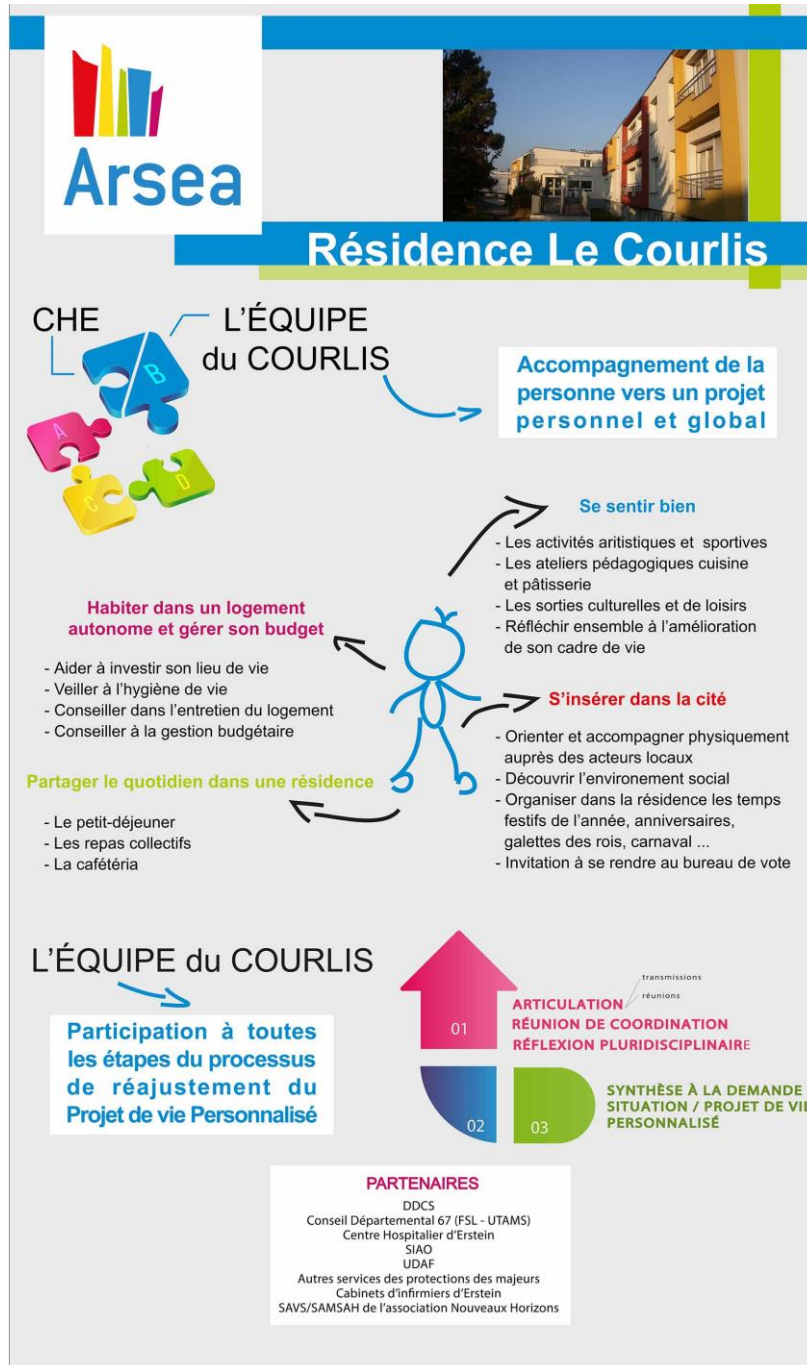 Arsea
Résidence Le Courlis
CHE
L'ÉQUIPE
du COURLIS
B
A
C
D
Accompagnement de la
personne vers un projet
personnel et global
Se sentir bien
- Les activités aritistiques et sportives
- Les ateliers pédagogiques cuisine
et pâtisserie
- Les sorties culturelles et de loisirs
- Réfléchir ensemble à l'amélioration
de son cadre de vie
Habiter dans un logement
autonome et gérer son budget
- Aider à investir son lieu de vie
- Veiller à l'hygiène de vie
- Conseiller dans l'entretien du logement
- Conseiller à la gestion budgétaire
S'insérer dans la cité
- Orienter et accompagner physiquement
auprès des acteurs locaux
- Découvrir l'environement social
- Organiser dans la résidence les temps
festifs de l'année, anniversaires,
galettes des rois, carnaval ...
- Invitation à se rendre au bureau de vote
Partager le quotidien dans une résidence
- Le petit-déjeuner
- Les repas collectifs
- La cafétéria
L'ÉQUIPE du COURLIS
Participation à toutes
les étapes du processus
de réajustement du
Projet de vie Personnalisé
01
transmissions
réunions
ARTICULATION
RÉUNION DE COORDINATION
RÉFLEXION PLURIDISCIPLINAIRE
02
03
SYNTHÈSE À LA DEMANDE
SITUATION / PROJET DE VIE
PERSONNALISÉ
PARTENAIRES
DDCS
Conseil Départemental 67 (FSL - UTAMS)
Centre Hospitalier d'Erstein
SIAO
UDAF
Autres services des protections des majeurs
Cabinets d'infirmiers d'Erstein
SAVS/SAMSAH de l'association Nouveaux Horizons